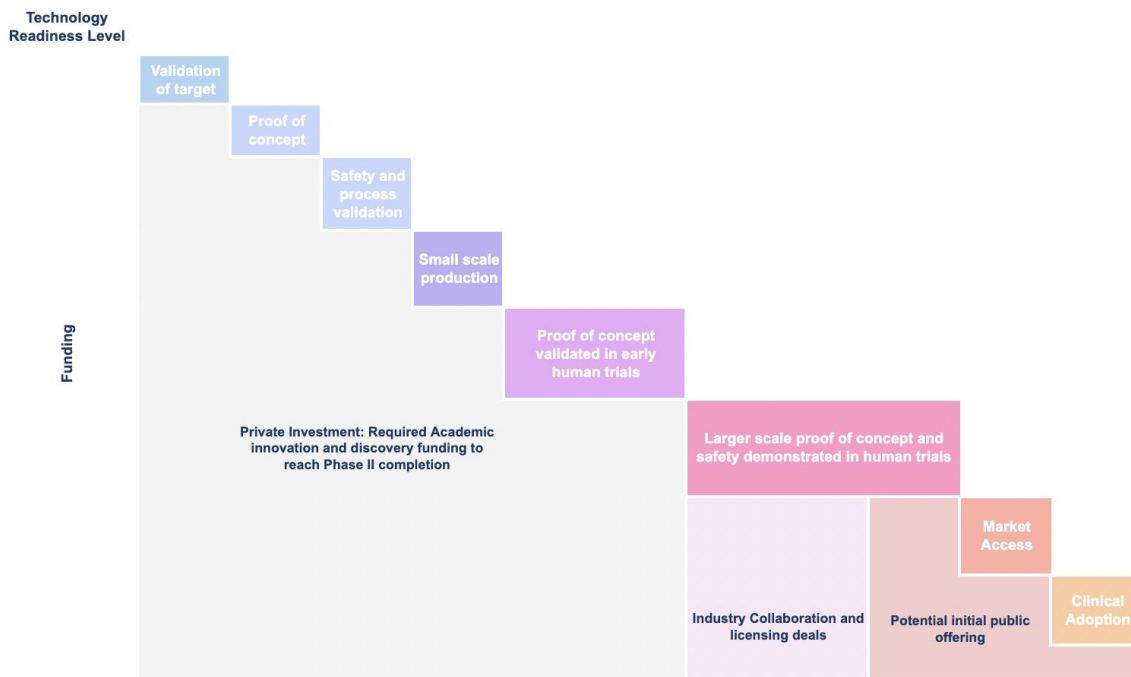 Technology
Readiness Level
Validation
of target
Proof of
concept
Safety and
process
validation
Small scale
production
Proof of concept
validated in early
human trials
Funding
Private Investment: Required Academic
innovation and discovery funding to
reach Phase II completion
Larger scale proof of concept and
safety demonstrated in human trials
Market
Access
Industry Collaboration and
licensing deals
Potential initial public
offering
Clinical
Adoption